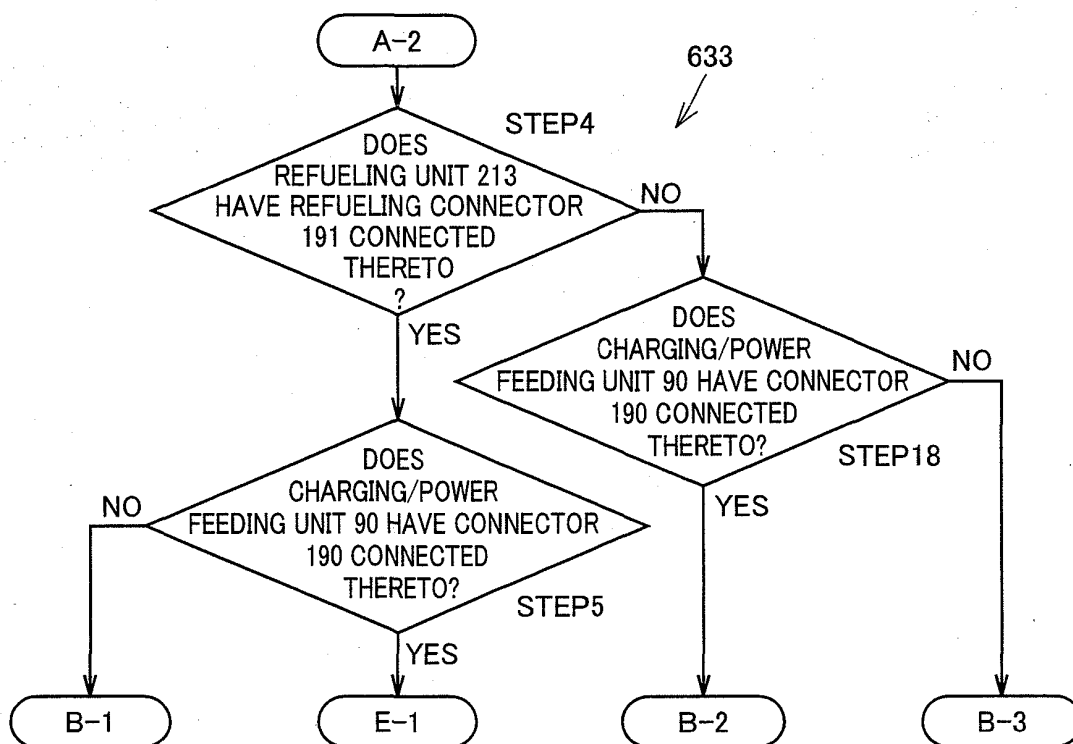 A-2
633
STEP4
DOES
REFUELING UNIT 213
HAVE REFUELING CONNECTOR
191 CONNECTED
THERETO
?
NO
YES
DOES
CHARGING/POWER
FEEDING UNIT 90 HAVE CONNECTOR
190 CONNECTED
THERETO?
NO
STEP18
YES
DOES
CHARGING/POWER
FEEDING UNIT 90 HAVE CONNECTOR
190 CONNECTED
THERETO?
NO
STEP5
YES
B-1
E-1
B-2
B-3